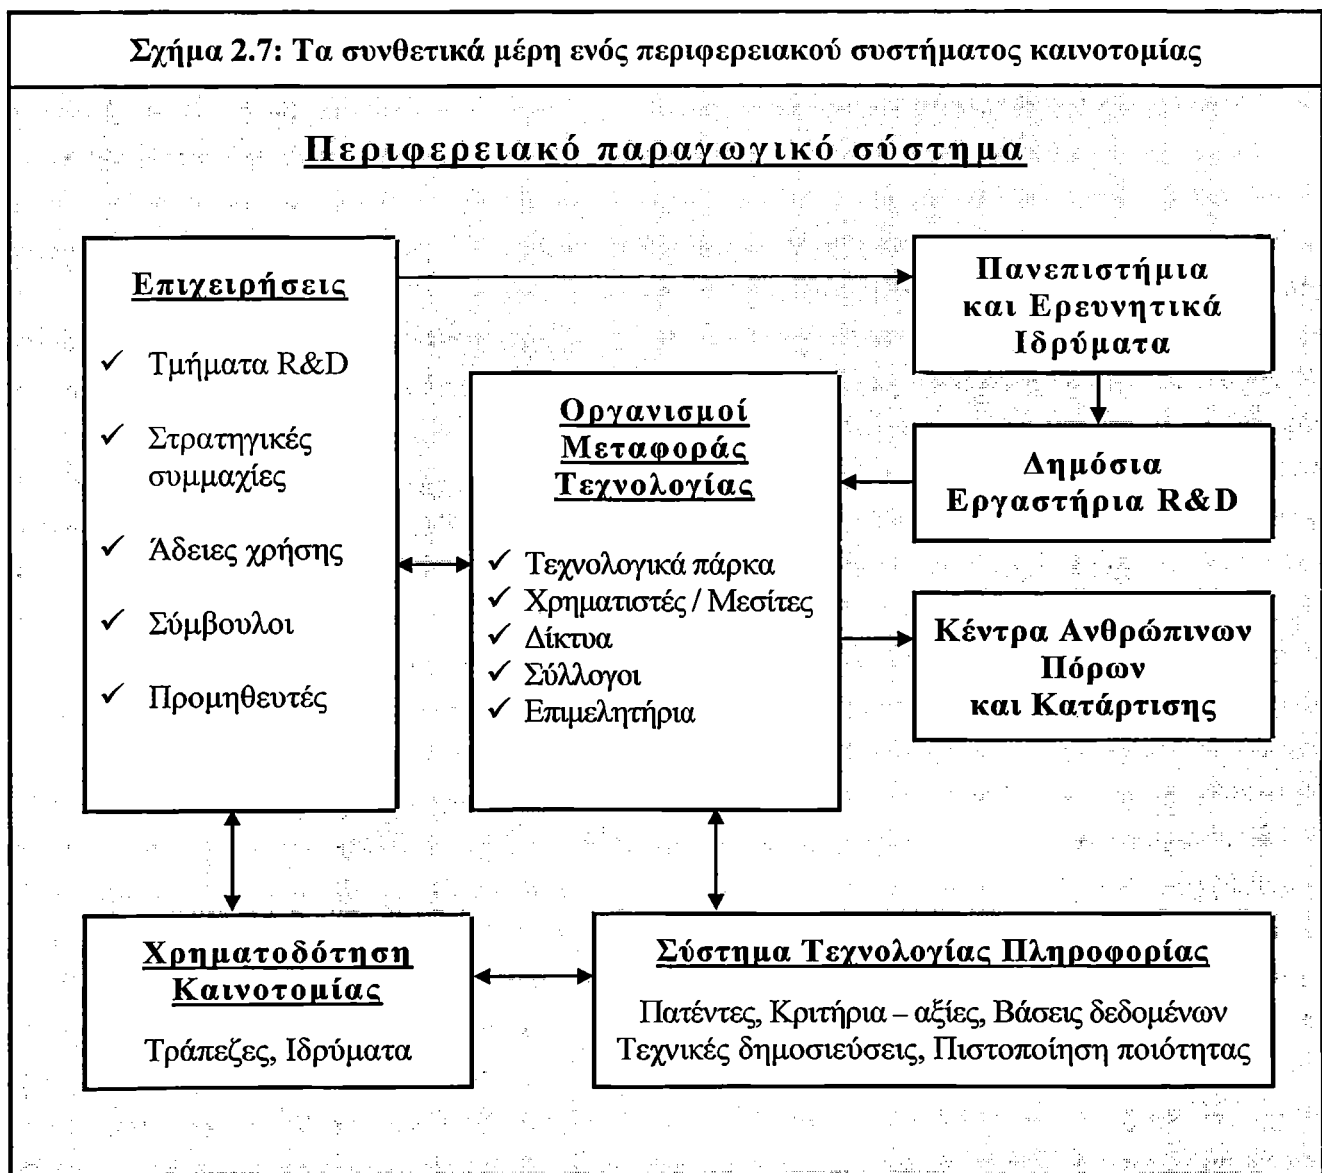 Σχήμα 2.7: Τα συνθετικά μέρη ενός περιφερειακού συστήματος καινοτομίας
Περιφερειακό παραγωγικό σύστημα
Επιχειρήσεις
✓ Τμήματα R&D
✓ Στρατηγικές
συμμαχίες
✓ Άδειες χρήσης
✓ Σύμβουλοι
✓ Προμηθευτές
Οργανισμοί
Μεταφοράς
Τεχνολογίας
✓ Τεχνολογικά πάρκα
✓ Χρηματιστές / Μεσίτες
✓ Δίκτυα
✓ Σύλλογοι
✓ Επιμελητήρια
Πανεπιστήμια
και Ερευνητικά
Ιδρύματα
Δημόσια
Εργαστήρια R&D
Κέντρα Ανθρώπινων
Πόρων
και Κατάρτισης
Χρηματοδότηση
Καινοτομίας
Τράπεζες, Ιδρύματα
Σύστημα Τεχνολογίας Πληροφορίας
Πατέντες, Κριτήρια – αξίες, Βάσεις δεδομένων
Τεχνικές δημοσιεύσεις, Πιστοποίηση ποιότητας